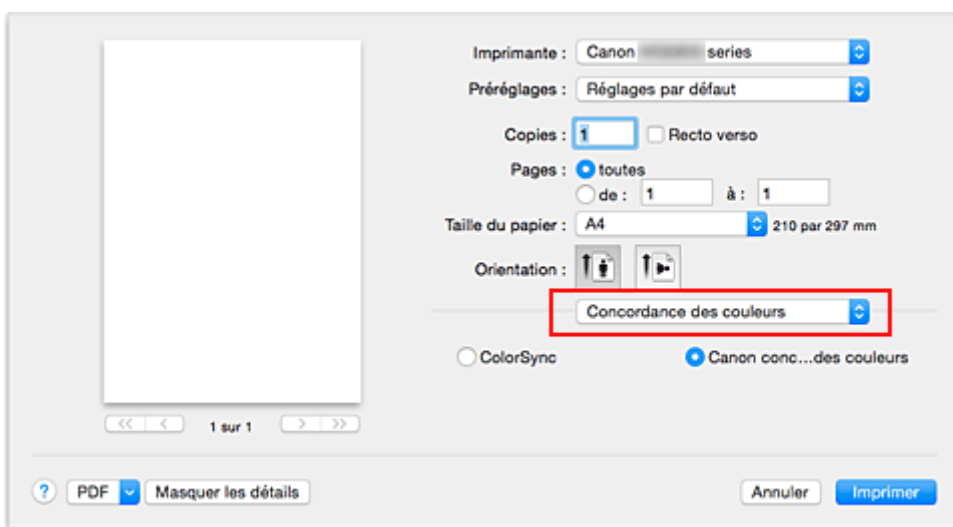 Imprimante : Canon series
Préréglages : Réglages par défaut
Copies : 1 Recto verso
Pages : toutes
de : 1 à : 1
Taille du papier : A4 210 par 297 mm
Orientation :
Concordance des couleurs
ColorSync Canon conc...des couleurs
1 sur 1
? PDF Masquer les détails Annuler Imprimer